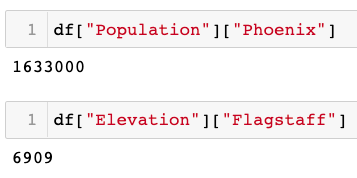 1 df["Population"]["Phoenix"]
1633000
1 df["Elevation"]["Flagstaff"]
6909